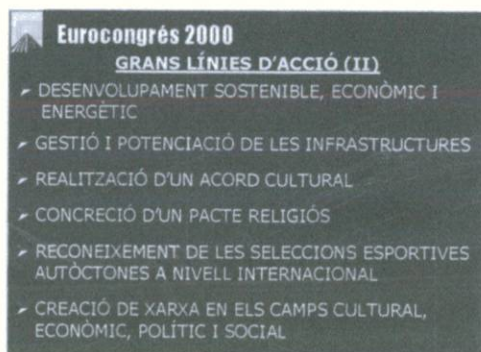 Eurocongrés 2000
GRANS LÍNIES D'ACCIÓ (II)
➢ DESENVOLUPAMENT SOSTENIBLE, ECONÒMIC I
ENERGÈTIC
➢ GESTIÓ I POTENCIACIÓ DE LES INFRASTRUCTURES
➢ REALITZACIÓ D'UN ACORD CULTURAL
➢ CONCRECIÓ D'UN PACTE RELIGIÓS
➢ RECONEIXEMENT DE LES SELECCIONS ESPORTIVES
AUTÒCTONES A NIVELL INTERNACIONAL
➢ CREACIÓ DE XARXA EN ELS CAMPS CULTURAL,
ECONÒMIC, POLÍTIC I SOCIAL